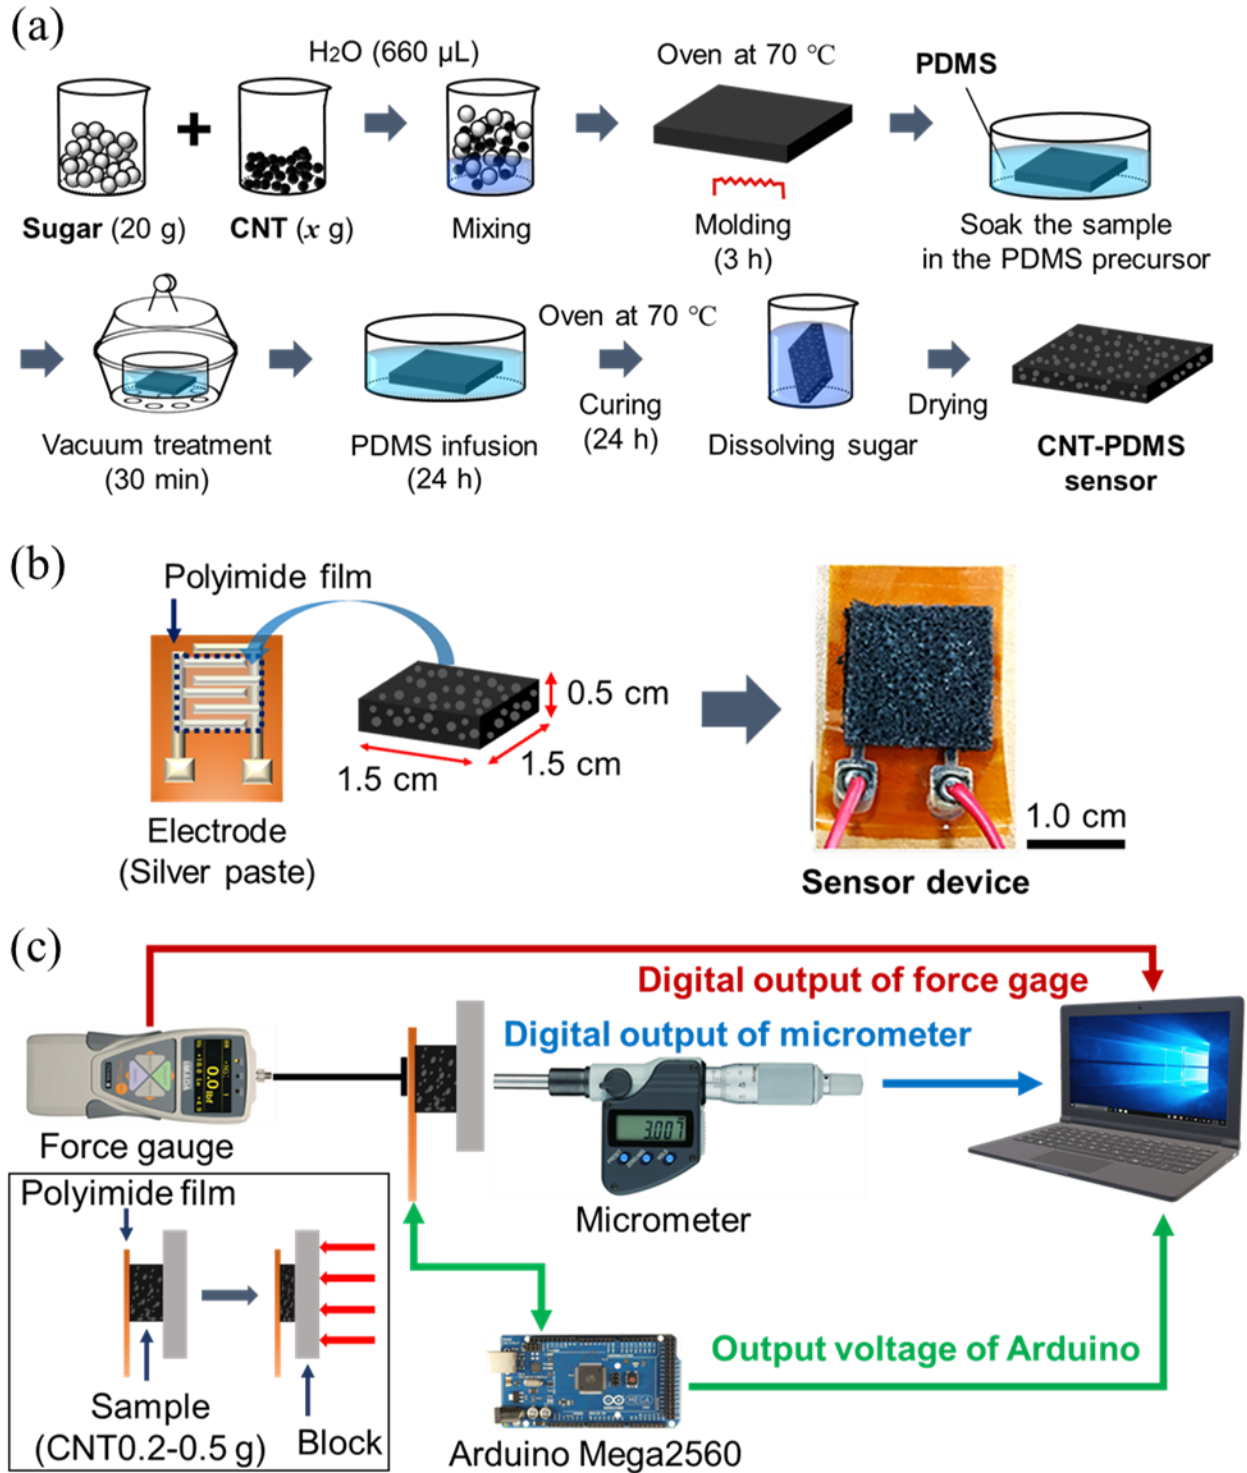 (a)
H2O (660 µL)
Oven at 70 °C
PDMS
Sugar (20 g)
CNT (x g)
Mixing
Molding
(3 h)
Soak the sample
in the PDMS precursor
Oven at 70 °C
Vacuum treatment
(30 min)
PDMS infusion
(24 h)
Curing
(24 h)
Dissolving sugar
Drying
CNT-PDMS
sensor
(b)
Polyimide film
0.5 cm
1.5 cm
1.5 cm
Electrode
(Silver paste)
1.0 cm
Sensor device
(c)
Digital output of force gage
Digital output of micrometer
0.0
3.007
Force gauge
Micrometer
Polyimide film
Sample
(CNT0.2-0.5 g)
Block
Output voltage of Arduino
Arduino Mega2560